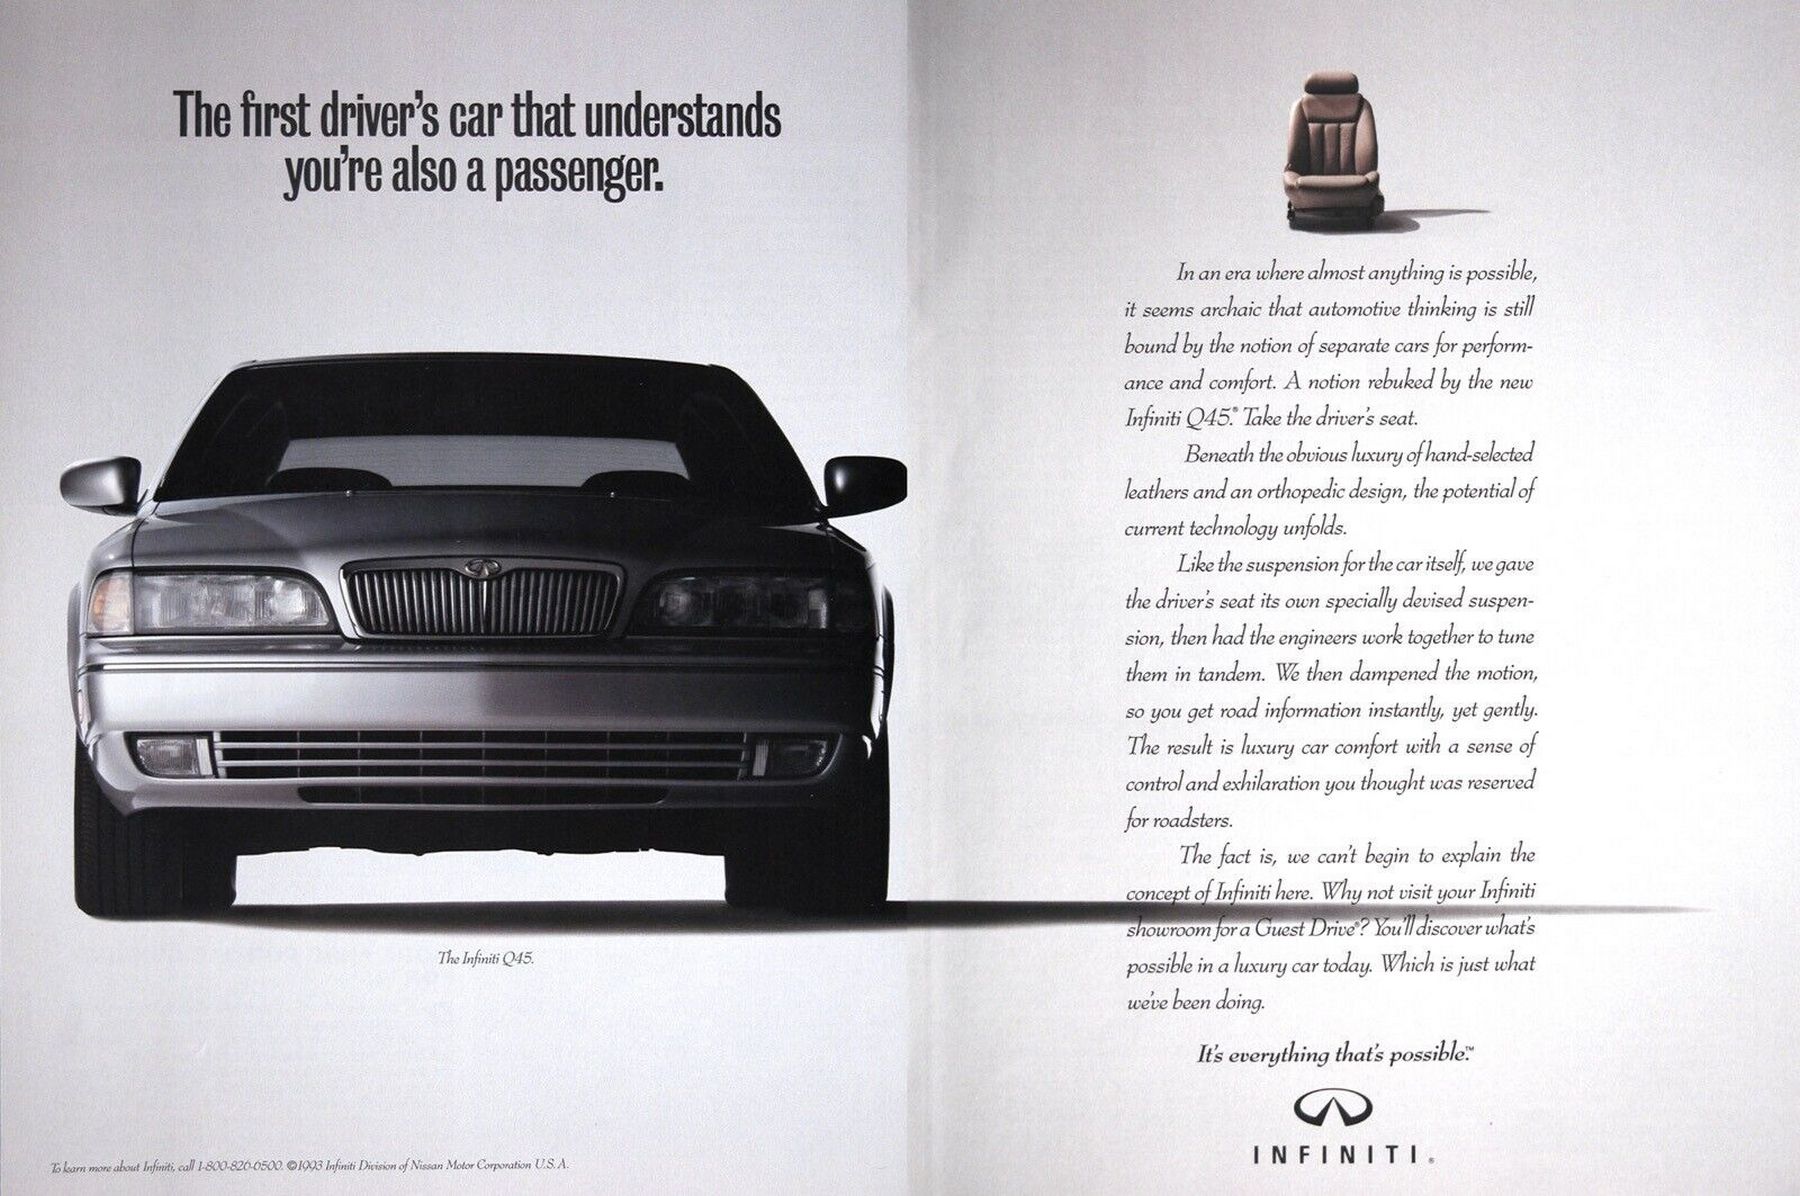 The first driver's car that understands
you're also a passenger.
The Infiniti Q45.
To learn more about Infiniti, call 1-800-826-6500. ©1993 Infiniti Division of Nissan Motor Corporation U.S.A.
In an era where almost anything is possible,
it seems archaic that automotive thinking is still
bound by the notion of separate cars for perform-
ance and comfort. A notion rebuked by the new
Infiniti Q45.® Take the driver's seat.
Beneath the obvious luxury of hand-selected
leathers and an orthopedic design, the potential of
current technology unfolds.
Like the suspension for the car itself, we gave
the driver's seat its own specially devised suspen-
sion, then had the engineers work together to tune
them in tandem. We then dampened the motion,
so you get road information instantly, yet gently.
The result is luxury car comfort with a sense of
control and exhilaration you thought was reserved
for roadsters.
The fact is, we can't begin to explain the
concept of Infiniti here. Why not visit your Infiniti
showroom for a Guest Drive®? You'll discover what's
possible in a luxury car today. Which is just what
we've been doing.
It's everything that's possible.™
INFINITI®